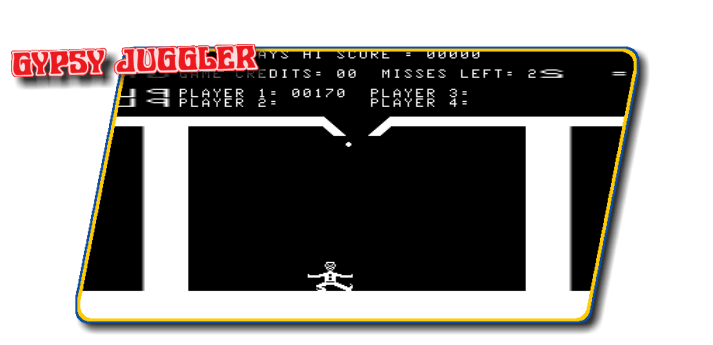 GYPSY JUGGLER
AYS HI SCORE = 00000
GAME CREDITS= 00 MISSES LEFT= 2
PLAYER 1= 00170 PLAYER 3=
PLAYER 2= PLAYER 4=